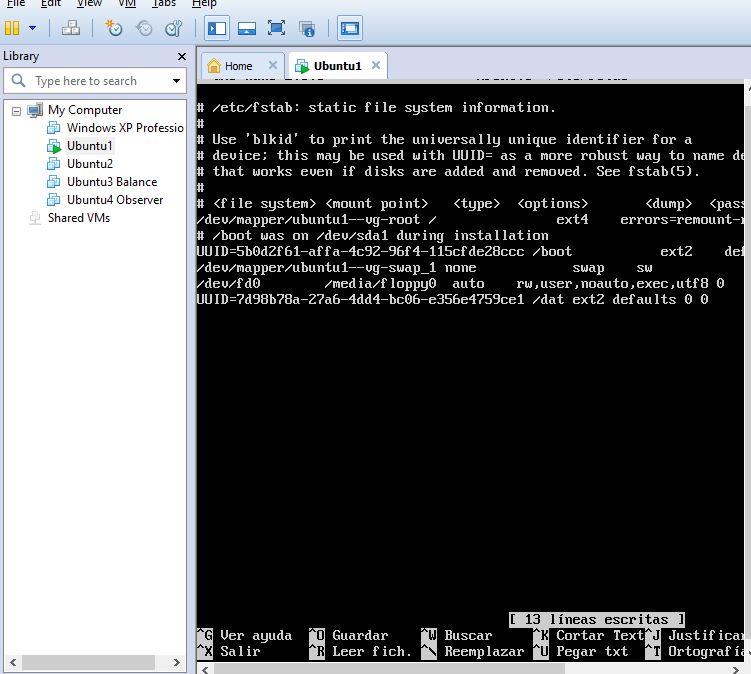 File Edit View VM Tabs Help
Library
Type here to search
My Computer
Windows XP Professio
Ubuntu1
Ubuntu2
Ubuntu3 Balance
Ubuntu4 Observer
Shared VMs
Home Ubuntu1
# /etc/fstab: static file system information.
#
# Use 'blkid' to print the universally unique identifier for a
# device; this may be used with UUID= as a more robust way to name de
# that works even if disks are added and removed. See fstab(5).
#
# <file system> <mount point> <type> <options> <dump> <pass
/dev/mapper/ubuntu1--vg-root / ext4 errors=remount-r
# /boot was on /dev/sda1 during installation
UUID=5b0d2f61-affa-4c92-96f4-115cfde28ccc /boot ext2 def
/dev/mapper/ubuntu1--vg-swap_1 none swap sw
/dev/fd0 /media/floppy0 auto rw,user,noauto,exec,utf8 0
UUID=7d98b78a-27a6-4dd4-bc06-e356e4759ce1 /dat ext2 defaults 0 0
[ 13 líneas escritas ]
^G Ver ayuda ^O Guardar ^W Buscar ^K Cortar Text ^J Justificar
^X Salir ^R Leer fich. ^\ Reemplazar ^U Pegar txt ^T Ortografía